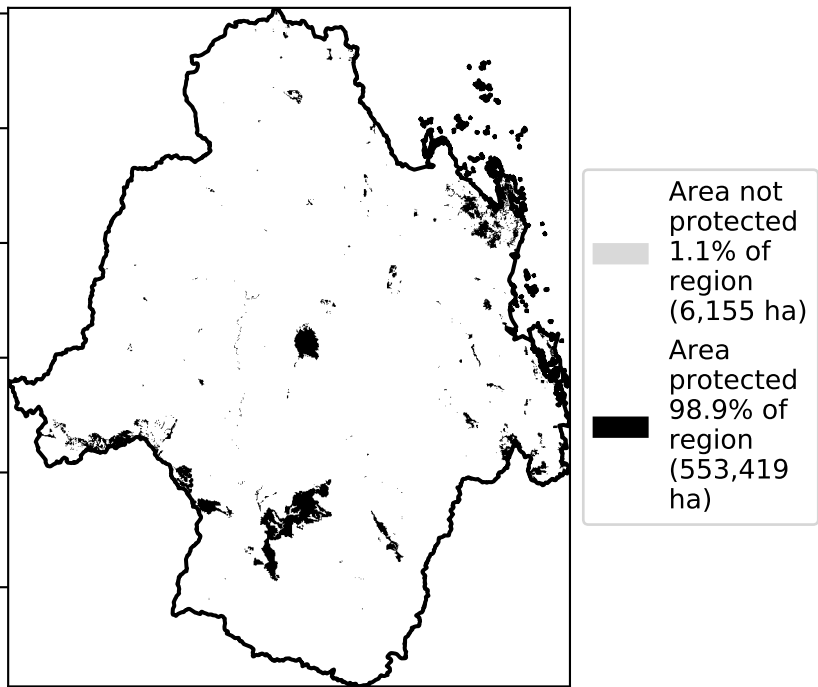 Area not
protected
1.1% of
region
(6,155 ha)
Area
protected
98.9% of
region
(553,419
ha)